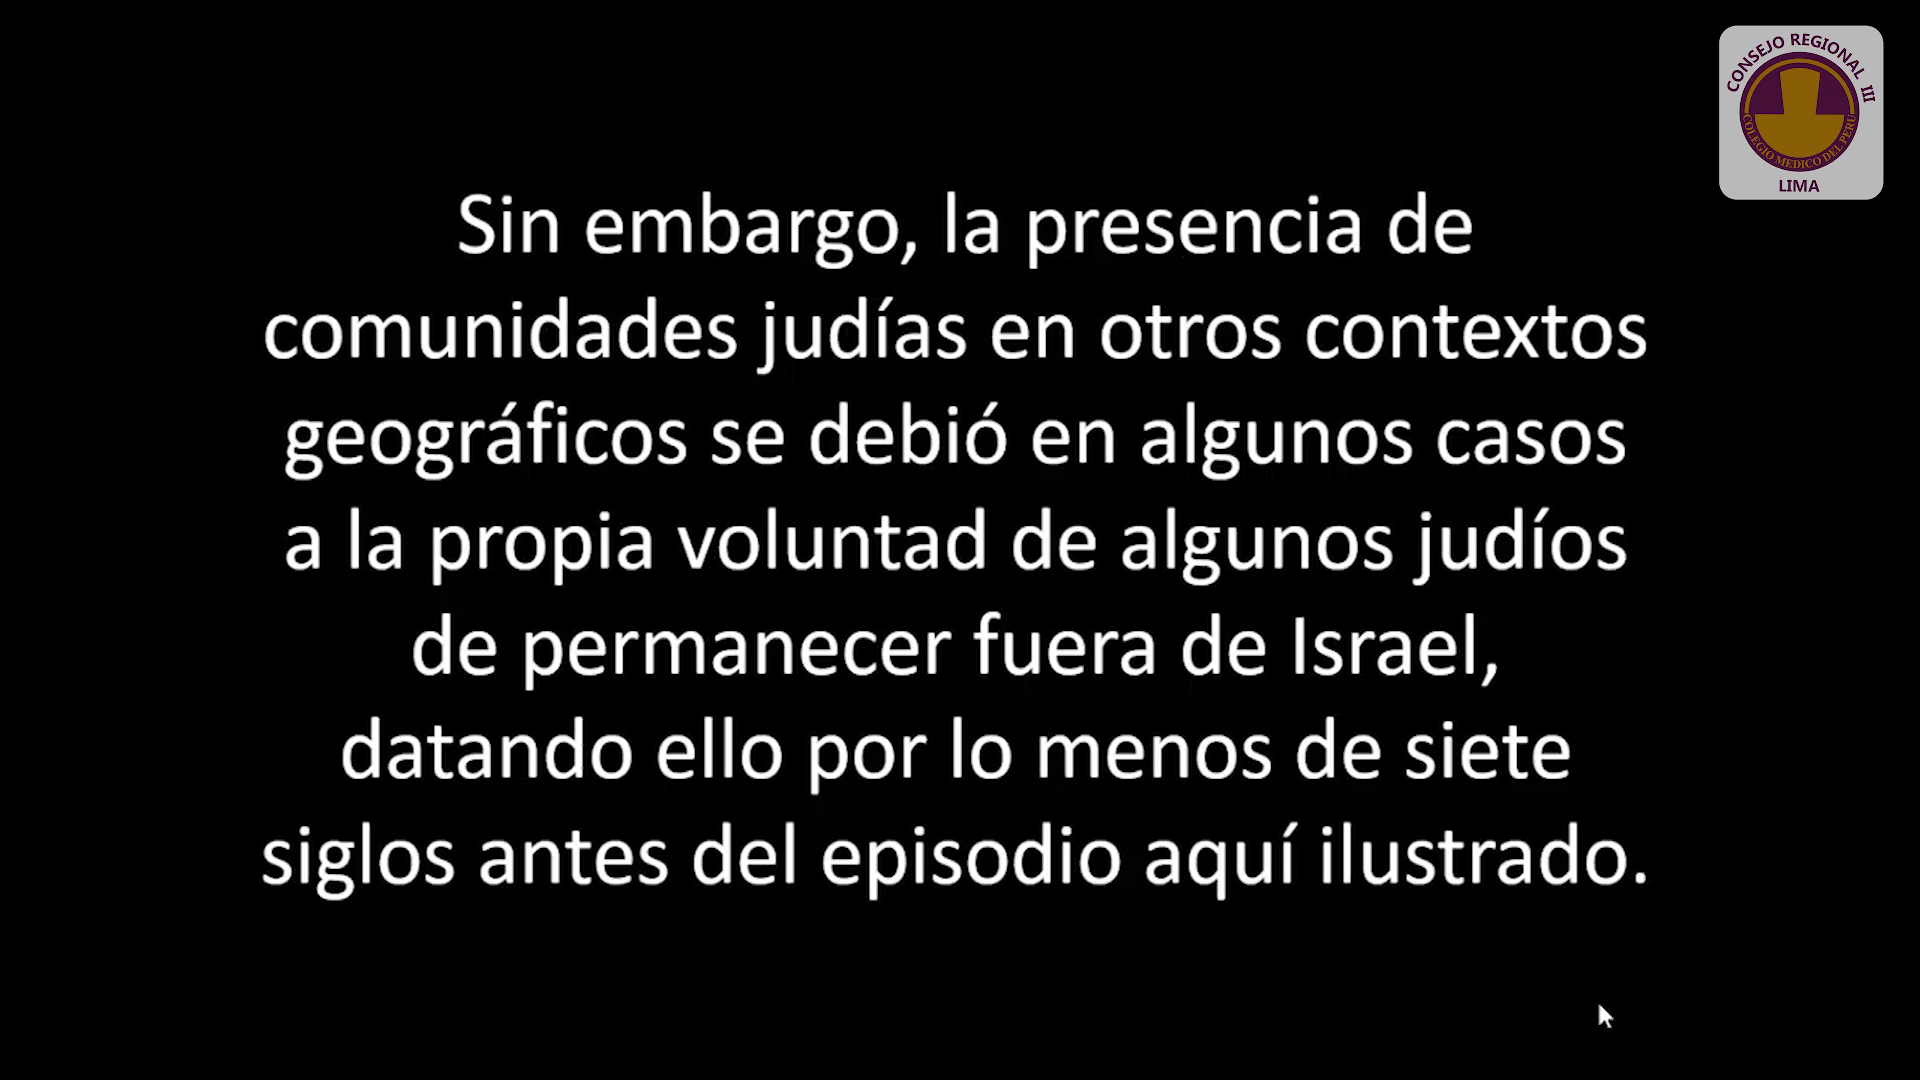 CONSEJO REGIONAL III
COLEGIO MEDICO DEL PERU
LIMA
Sin embargo, la presencia de
comunidades judías en otros contextos
geográficos se debió en algunos casos
a la propia voluntad de algunos judíos
de permanecer fuera de Israel,
datando ello por lo menos de siete
siglos antes del episodio aquí ilustrado.